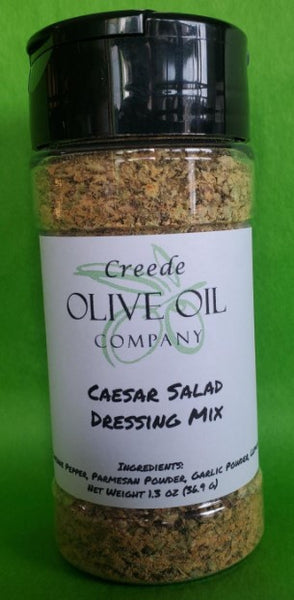 Creede
OLIVE OIL
COMPANY
CAESAR SALAD
DRESSING MIX
INGREDIENTS:
PEPPER, PARMESAN POWDER, GARLIC POWDER,
NET WEIGHT 1.3 OZ (36.9 G)